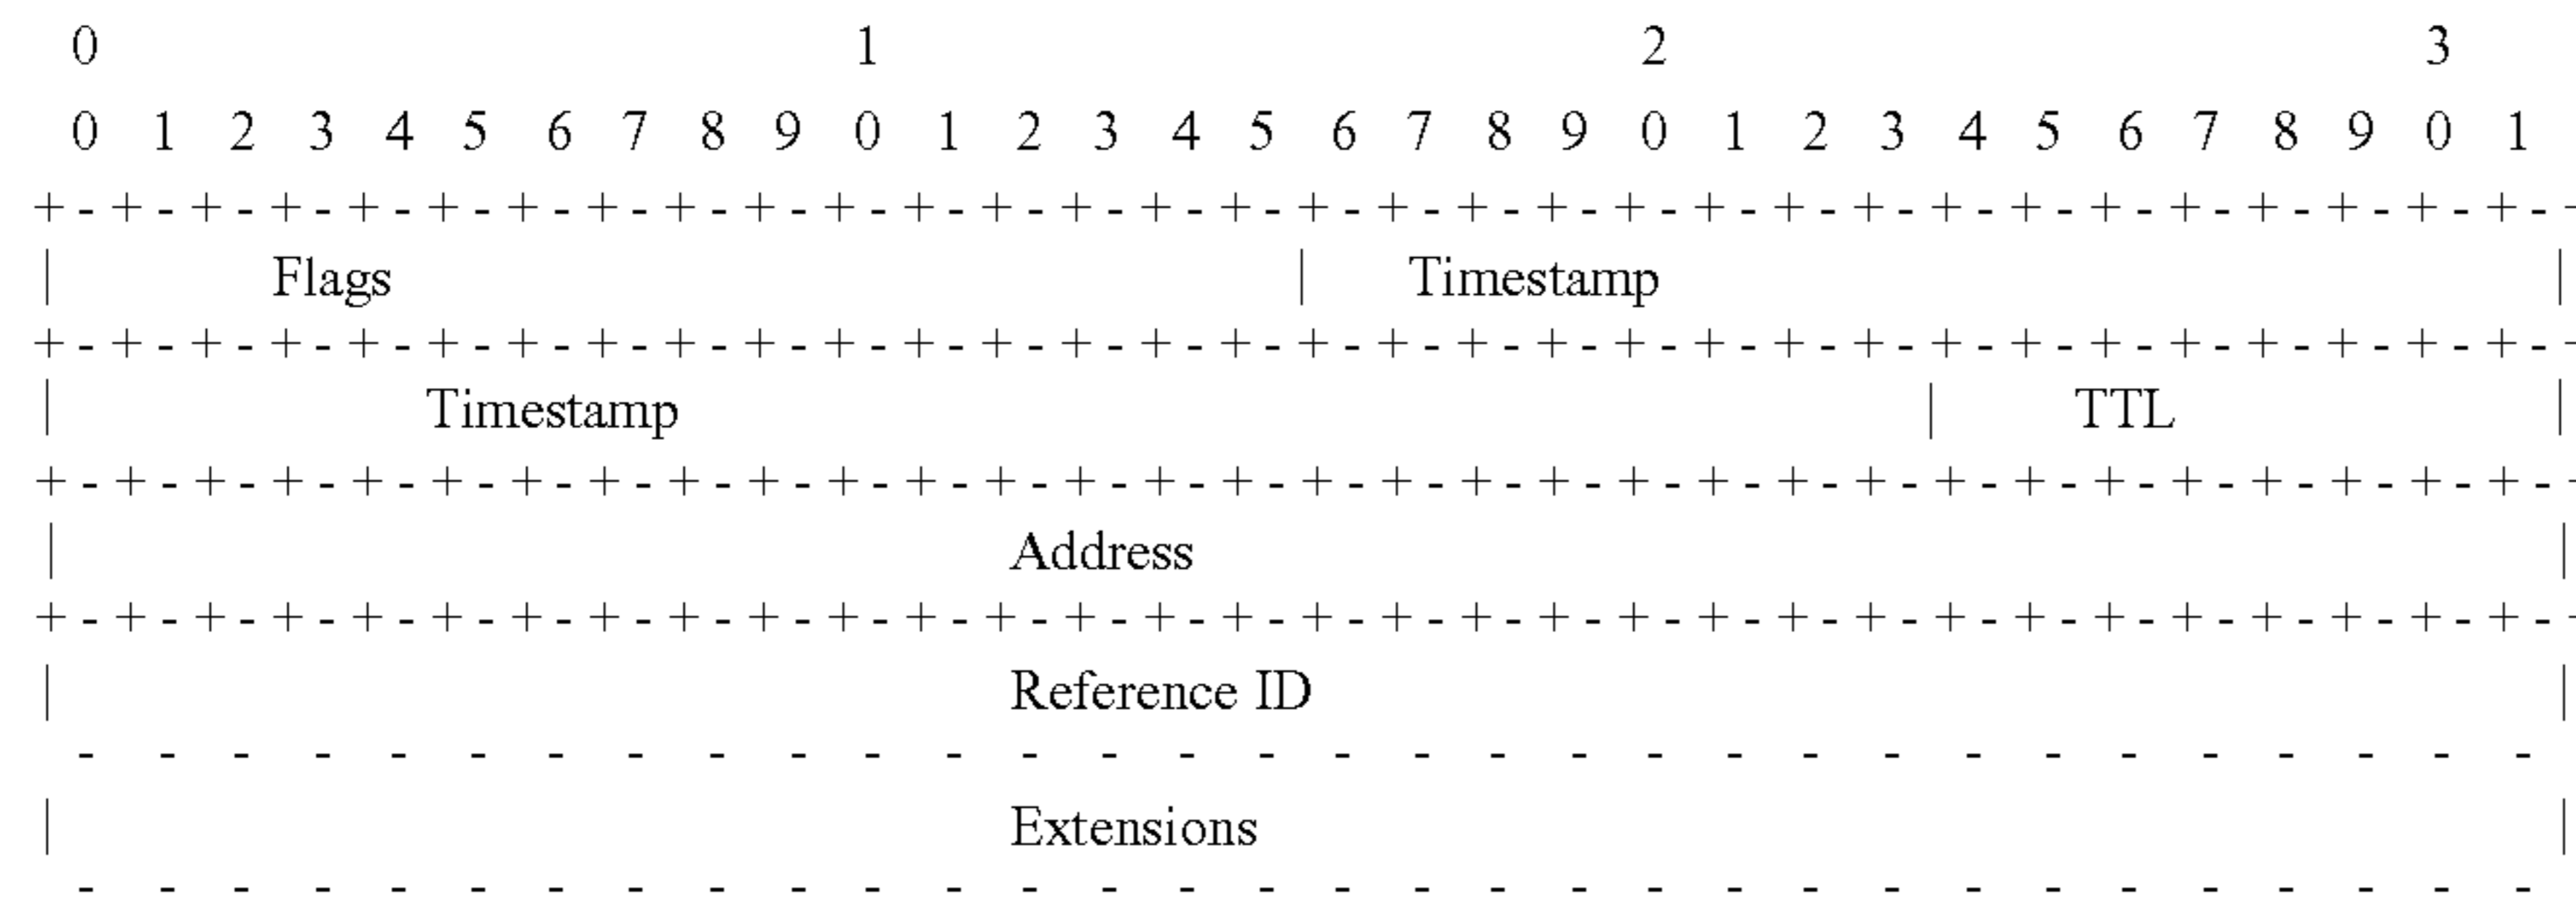 0 1 2 3
0 1 2 3 4 5 6 7 8 9 0 1 2 3 4 5 6 7 8 9 0 1 2 3 4 5 6 7 8 9 0 1
+-+-+-+-+-+-+-+-+-+-+-+-+-+-+-+-+-+-+-+-+-+-+-+-+-+-+-+-+-+-+-+-+
| Flags | Timestamp |
+-+-+-+-+-+-+-+-+-+-+-+-+-+-+-+-+-+-+-+-+-+-+-+-+-+-+-+-+-+-+-+-+
| Timestamp | TTL |
+-+-+-+-+-+-+-+-+-+-+-+-+-+-+-+-+-+-+-+-+-+-+-+-+-+-+-+-+-+-+-+-+
| Address |
+-+-+-+-+-+-+-+-+-+-+-+-+-+-+-+-+-+-+-+-+-+-+-+-+-+-+-+-+-+-+-+-+
| Reference ID |
- - - - - - - - - - - - - - - - - - - - - - - - - - - - - - - -
| Extensions |
- - - - - - - - - - - - - - - - - - - - - - - - - - - - - - - -